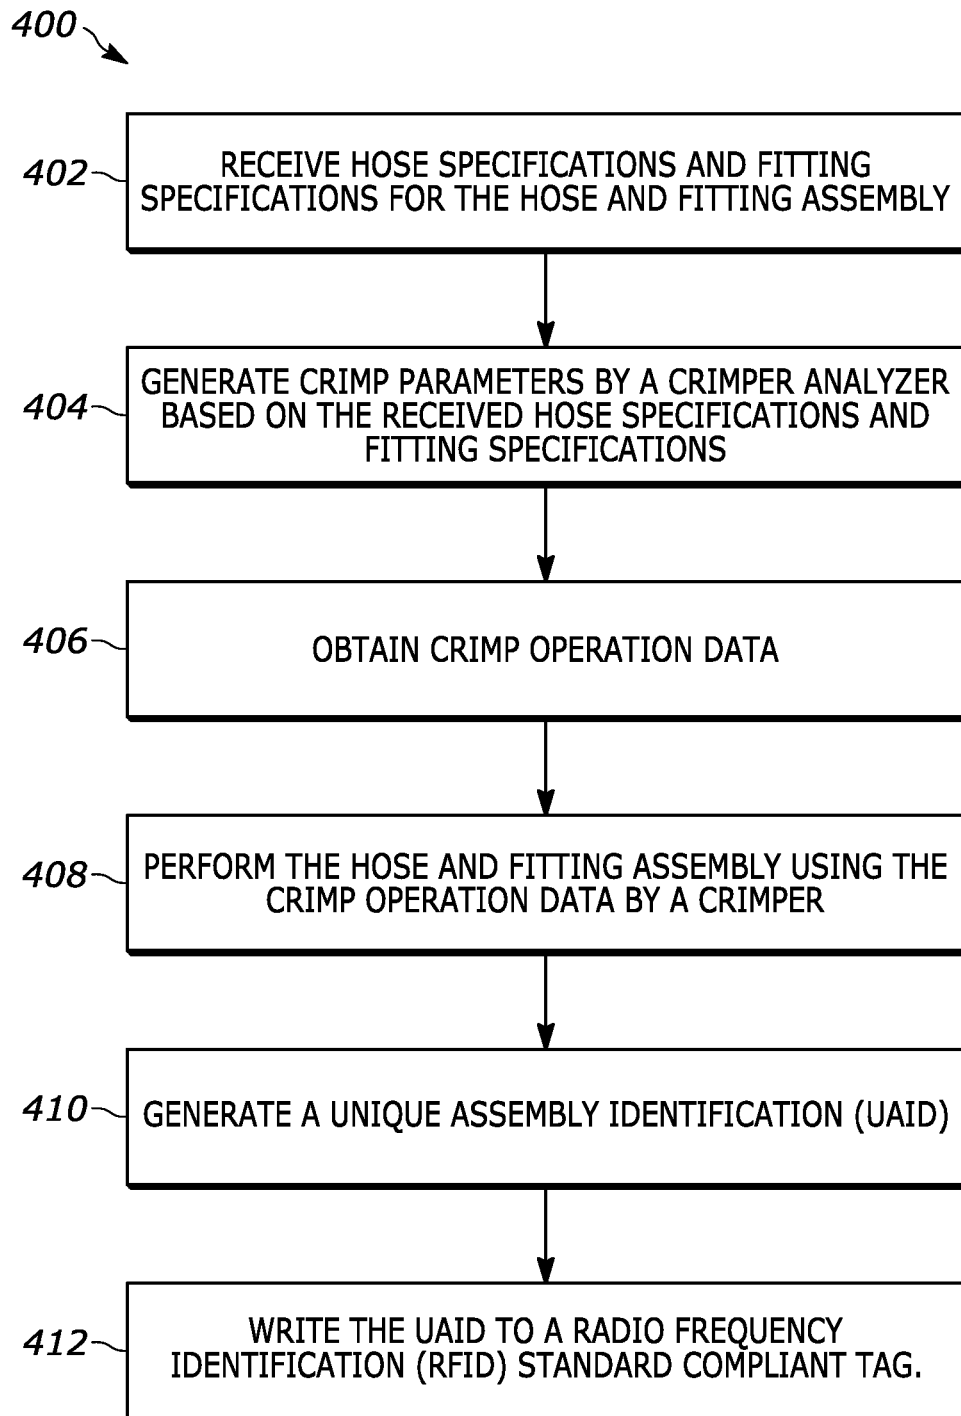 400
402
RECEIVE HOSE SPECIFICATIONS AND FITTING
SPECIFICATIONS FOR THE HOSE AND FITTING ASSEMBLY
404
GENERATE CRIMP PARAMETERS BY A CRIMPER ANALYZER
BASED ON THE RECEIVED HOSE SPECIFICATIONS AND
FITTING SPECIFICATIONS
406
OBTAIN CRIMP OPERATION DATA
408
PERFORM THE HOSE AND FITTING ASSEMBLY USING THE
CRIMP OPERATION DATA BY A CRIMPER
410
GENERATE A UNIQUE ASSEMBLY IDENTIFICATION (UAID)
412
WRITE THE UAID TO A RADIO FREQUENCY
IDENTIFICATION (RFID) STANDARD COMPLIANT TAG.